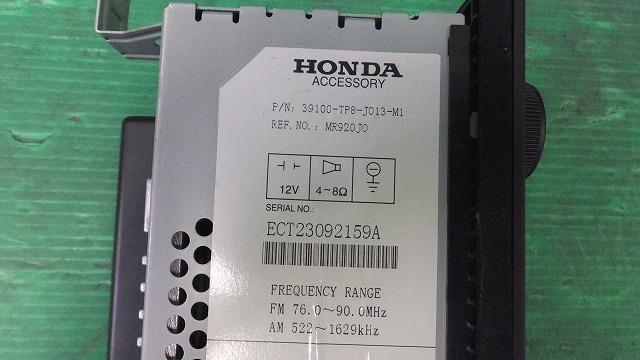 HONDA
ACCESSORY
P/N: 39100-TP8-J013-M1
REF.NO.: MR920J0
12V 4~8Ω
SERIAL NO.:
ECT23092159A
FREQUENCY RANGE
FM 76.0~90.0MHz
AM 522~1629kHz